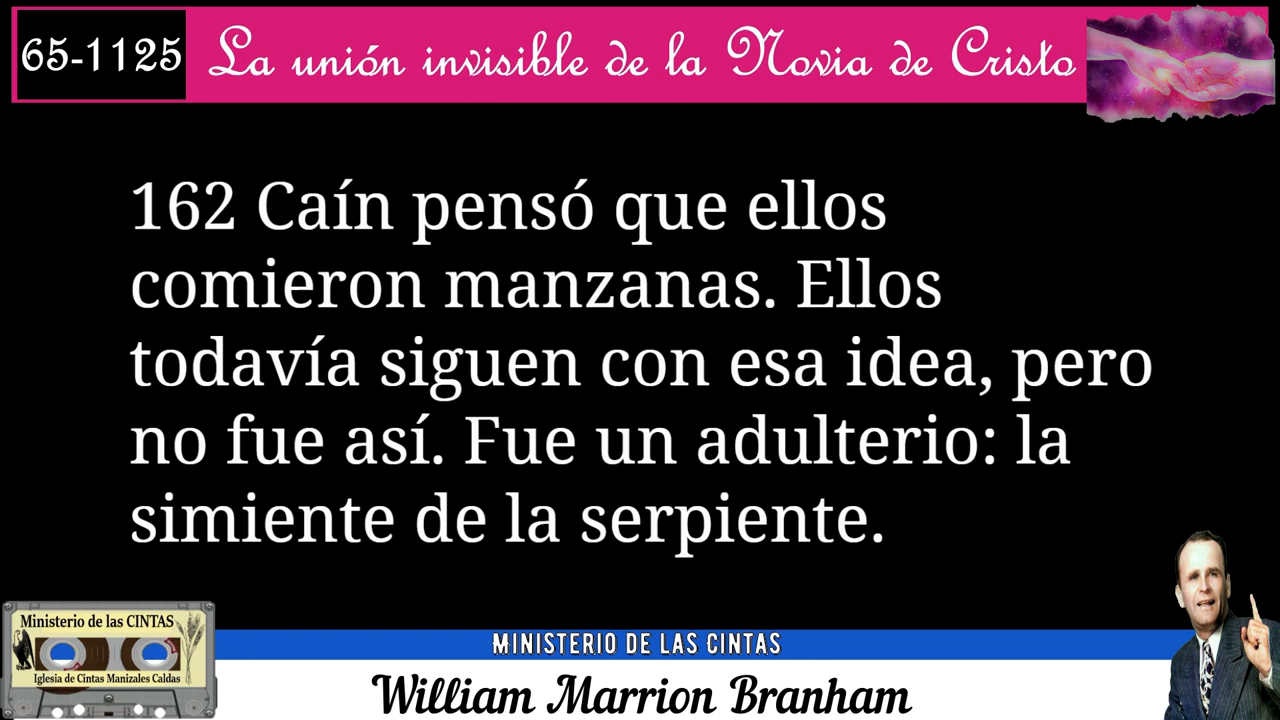 65-1125 La unión invisible de la Novia de Cristo
162 Caín pensó que ellos
comieron manzanas. Ellos
todavía siguen con esa idea, pero
no fue así. Fue un adulterio: la
simiente de la serpiente.
Ministerio de las CINTAS
Iglesia de Cintas Manizales Caldas
MINISTERIO DE LAS CINTAS
William Marrion Branham